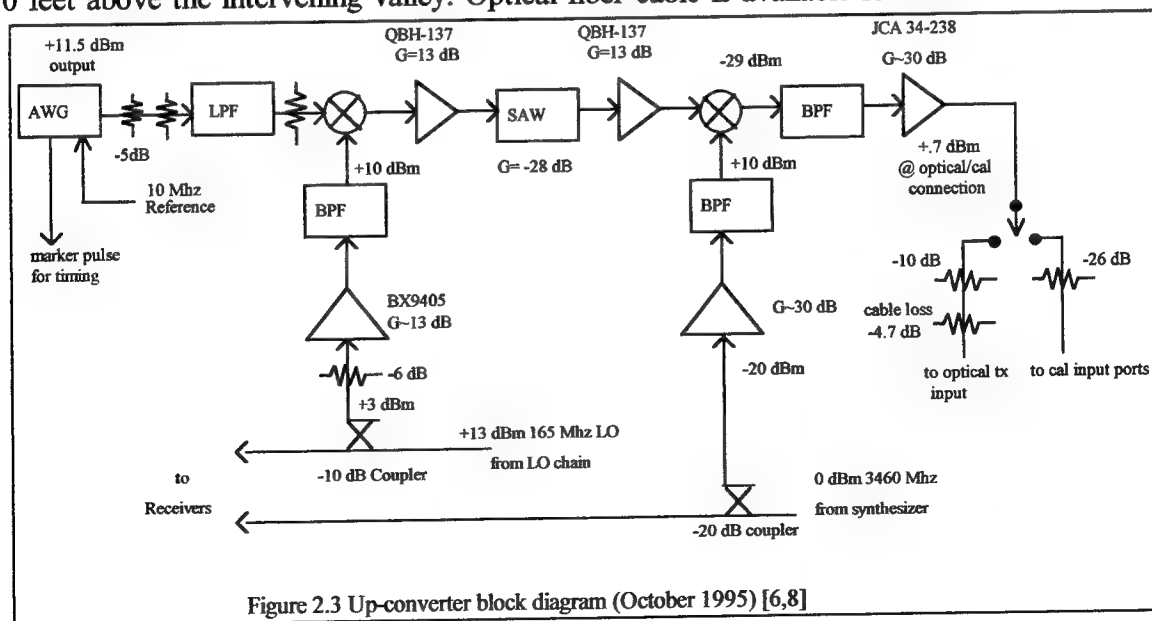 0 feet above the intervening valley. Optical fiber cable is
QBH-137
G=13 dB
QBH-137
G=13 dB
JCA 34-238
G~30 dB
+11.5 dBm
output
-29 dBm
AWG
LPF
SAW
BPF
-5dB
G= -28 dB
+.7 dBm
@ optical/cal
connection
10 Mhz
Reference
+10 dBm
+10 dBm
BPF
BPF
marker pulse
for timing
-10 dB
-26 dB
BX9405
G~13 dB
G~30 dB
cable loss
-4.7 dB
-6 dB
-20 dBm
to optical tx
input
to cal input ports
+3 dBm
+13 dBm 165 Mhz LO
from LO chain
-10 dB Coupler
to
Receivers
0 dBm 3460 Mhz
from synthesizer
-20 dB coupler
Figure 2.3 Up-converter block diagram (October 1995) [6,8]